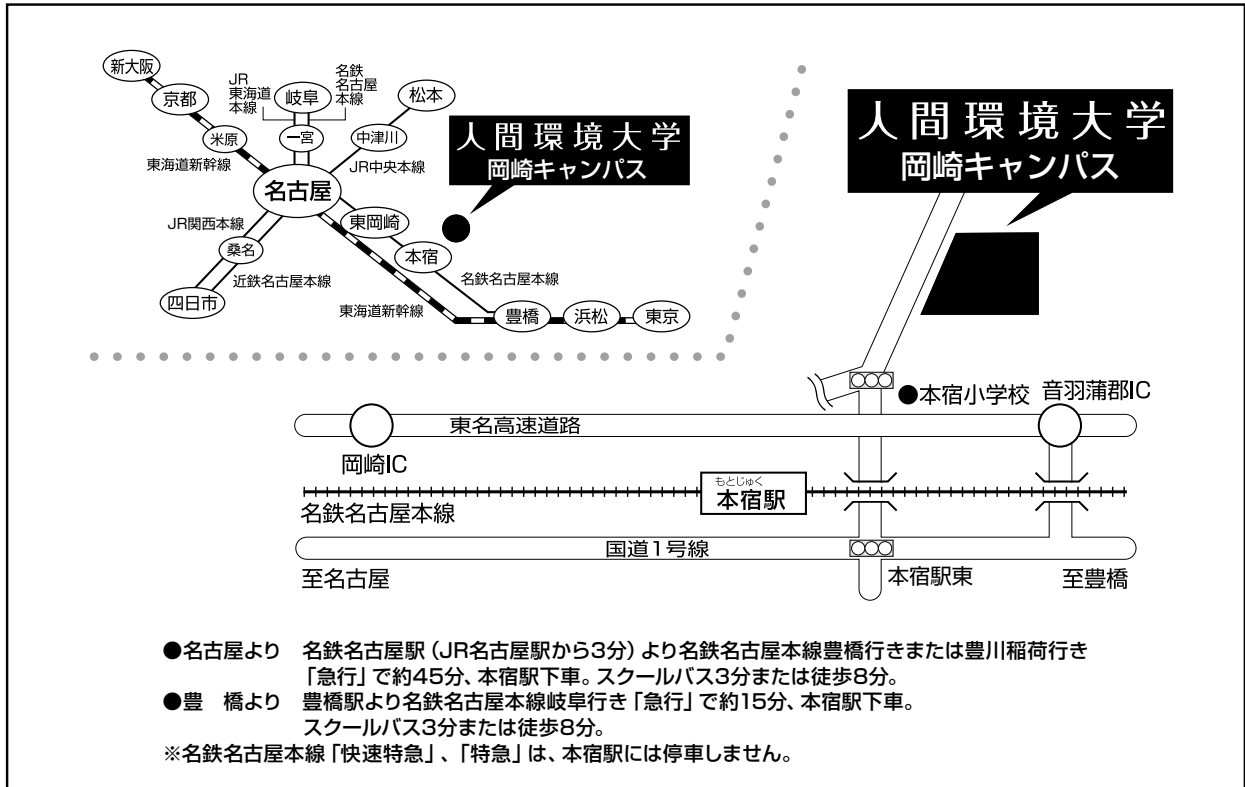 新大阪
京都
米原
東海道新幹線
JR
東海道
本線
岐阜
一宮
名鉄
名古屋
本線
松本
中津川
JR中央本線
名古屋
人間環境大学
岡崎キャンパス
東岡崎
本宿
名鉄名古屋本線
JR関西本線
桑名
近鉄名古屋本線
四日市
東海道新幹線
豊橋
浜松
東京
人間環境大学
岡崎キャンパス
●本宿小学校
音羽蒲郡IC
東名高速道路
岡崎IC
もとじゅく
本宿駅
名鉄名古屋本線
国道1号線
至名古屋
本宿駅東
至豊橋
●名古屋より 名鉄名古屋駅(JR名古屋駅から3分)より名鉄名古屋本線豊橋行きまたは豊川稲荷行き
「急行」で約45分、本宿駅下車。スクールバス3分または徒歩8分。
●豊 橋より 豊橋駅より名鉄名古屋本線岐阜行き「急行」で約15分、本宿駅下車。
スクールバス3分または徒歩8分。
※名鉄名古屋本線「快速特急」、「特急」は、本宿駅には停車しません。